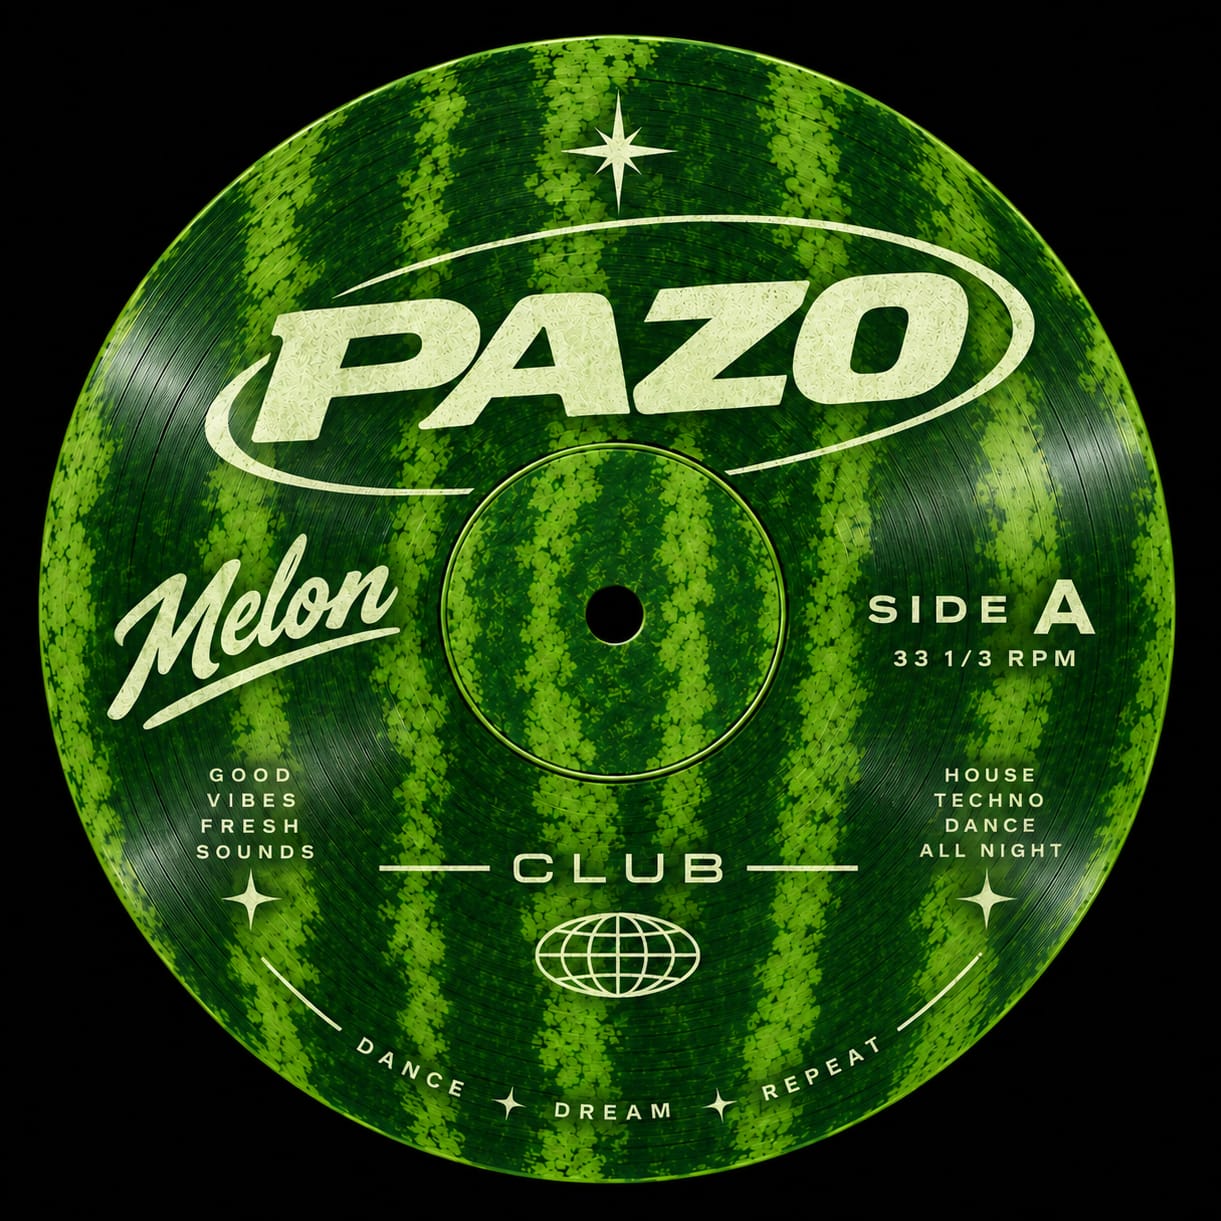 PAZO
Melon
SIDE A
33 1/3 RPM
GOOD
VIBES
FRESH
SOUNDS
HOUSE
TECHNO
DANCE
ALL NIGHT
CLUB
DANCE DREAM REPEAT